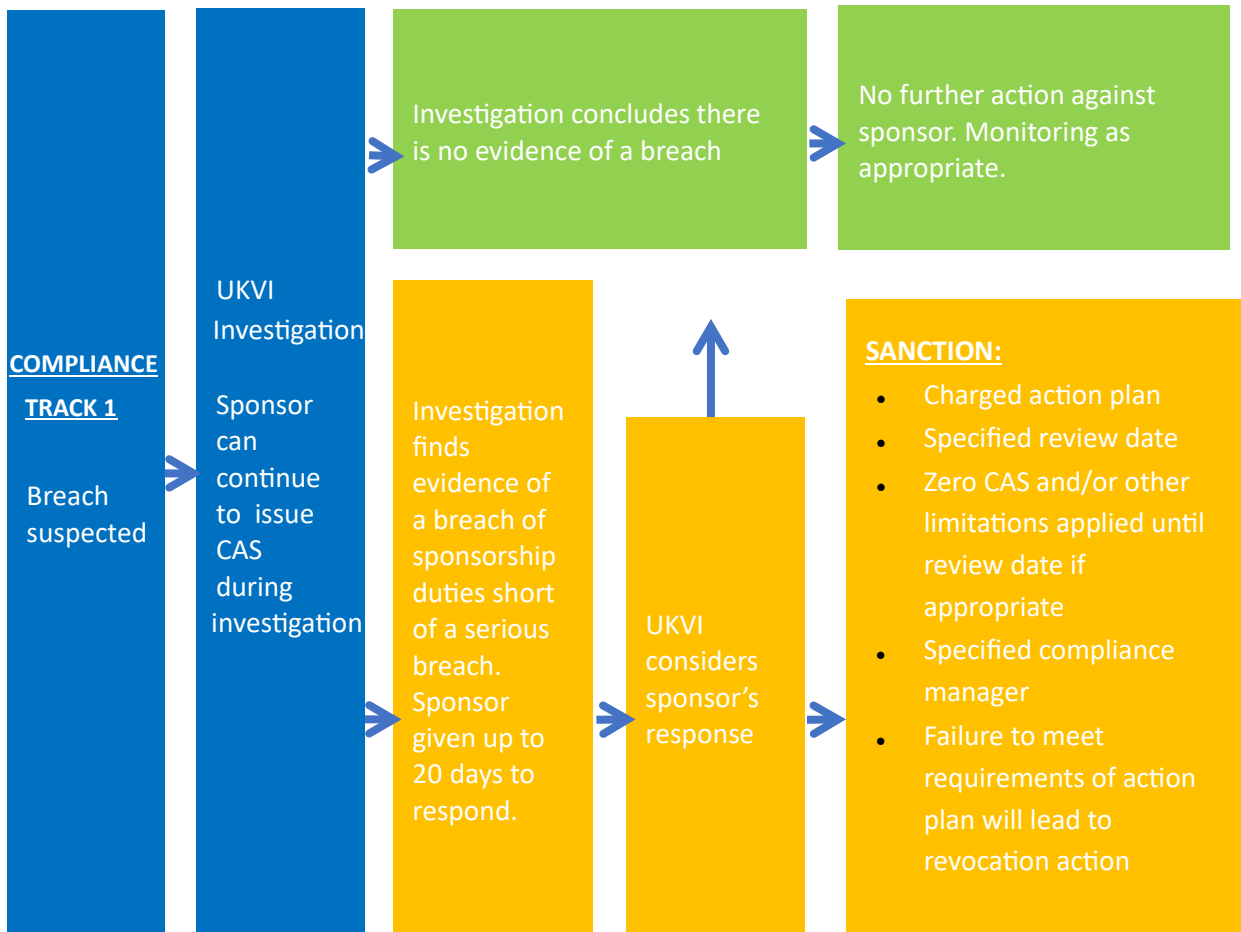 COMPLIANCE
TRACK 1
Breach
suspected
UKVI
Investigation
Sponsor
can
continue
to issue
CAS
during
investigation
Investigation concludes there
is no evidence of a breach
No further action against
sponsor. Monitoring as
appropriate.
Investigation
finds
evidence of
a breach of
sponsorship
duties short
of a serious
breach.
Sponsor
given up to
20 days to
respond.
UKVI
considers
sponsor’s
response
SANCTION:
• Charged action plan
• Specified review date
• Zero CAS and/or other
limitations applied until
review date if
appropriate
• Specified compliance
manager
• Failure to meet
requirements of action
plan will lead to
revocation action